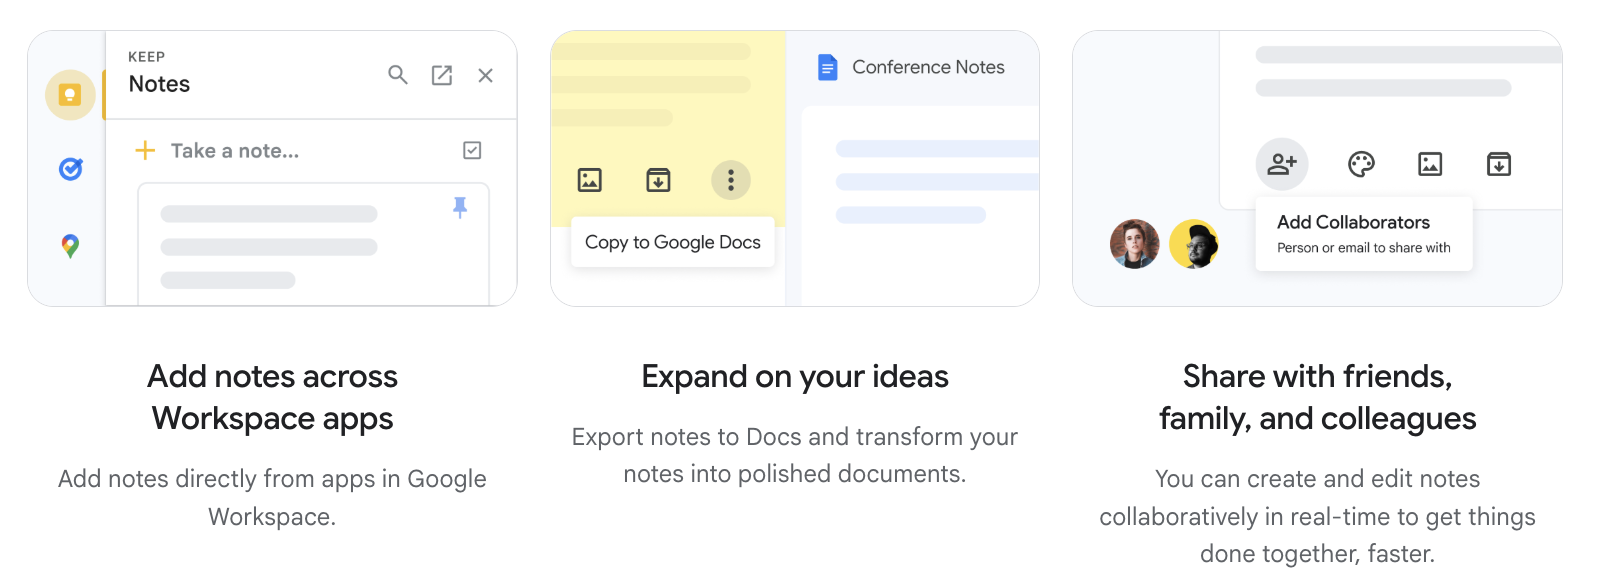 KEEP
Notes
Take a note...
Conference Notes
Copy to Google Docs
Add Collaborators
Person or email to share with
Add notes across
Workspace apps
Add notes directly from apps in Google
Workspace.
Expand on your ideas
Export notes to Docs and transform your
notes into polished documents.
Share with friends,
family, and colleagues
You can create and edit notes
collaboratively in real-time to get things
done together, faster.